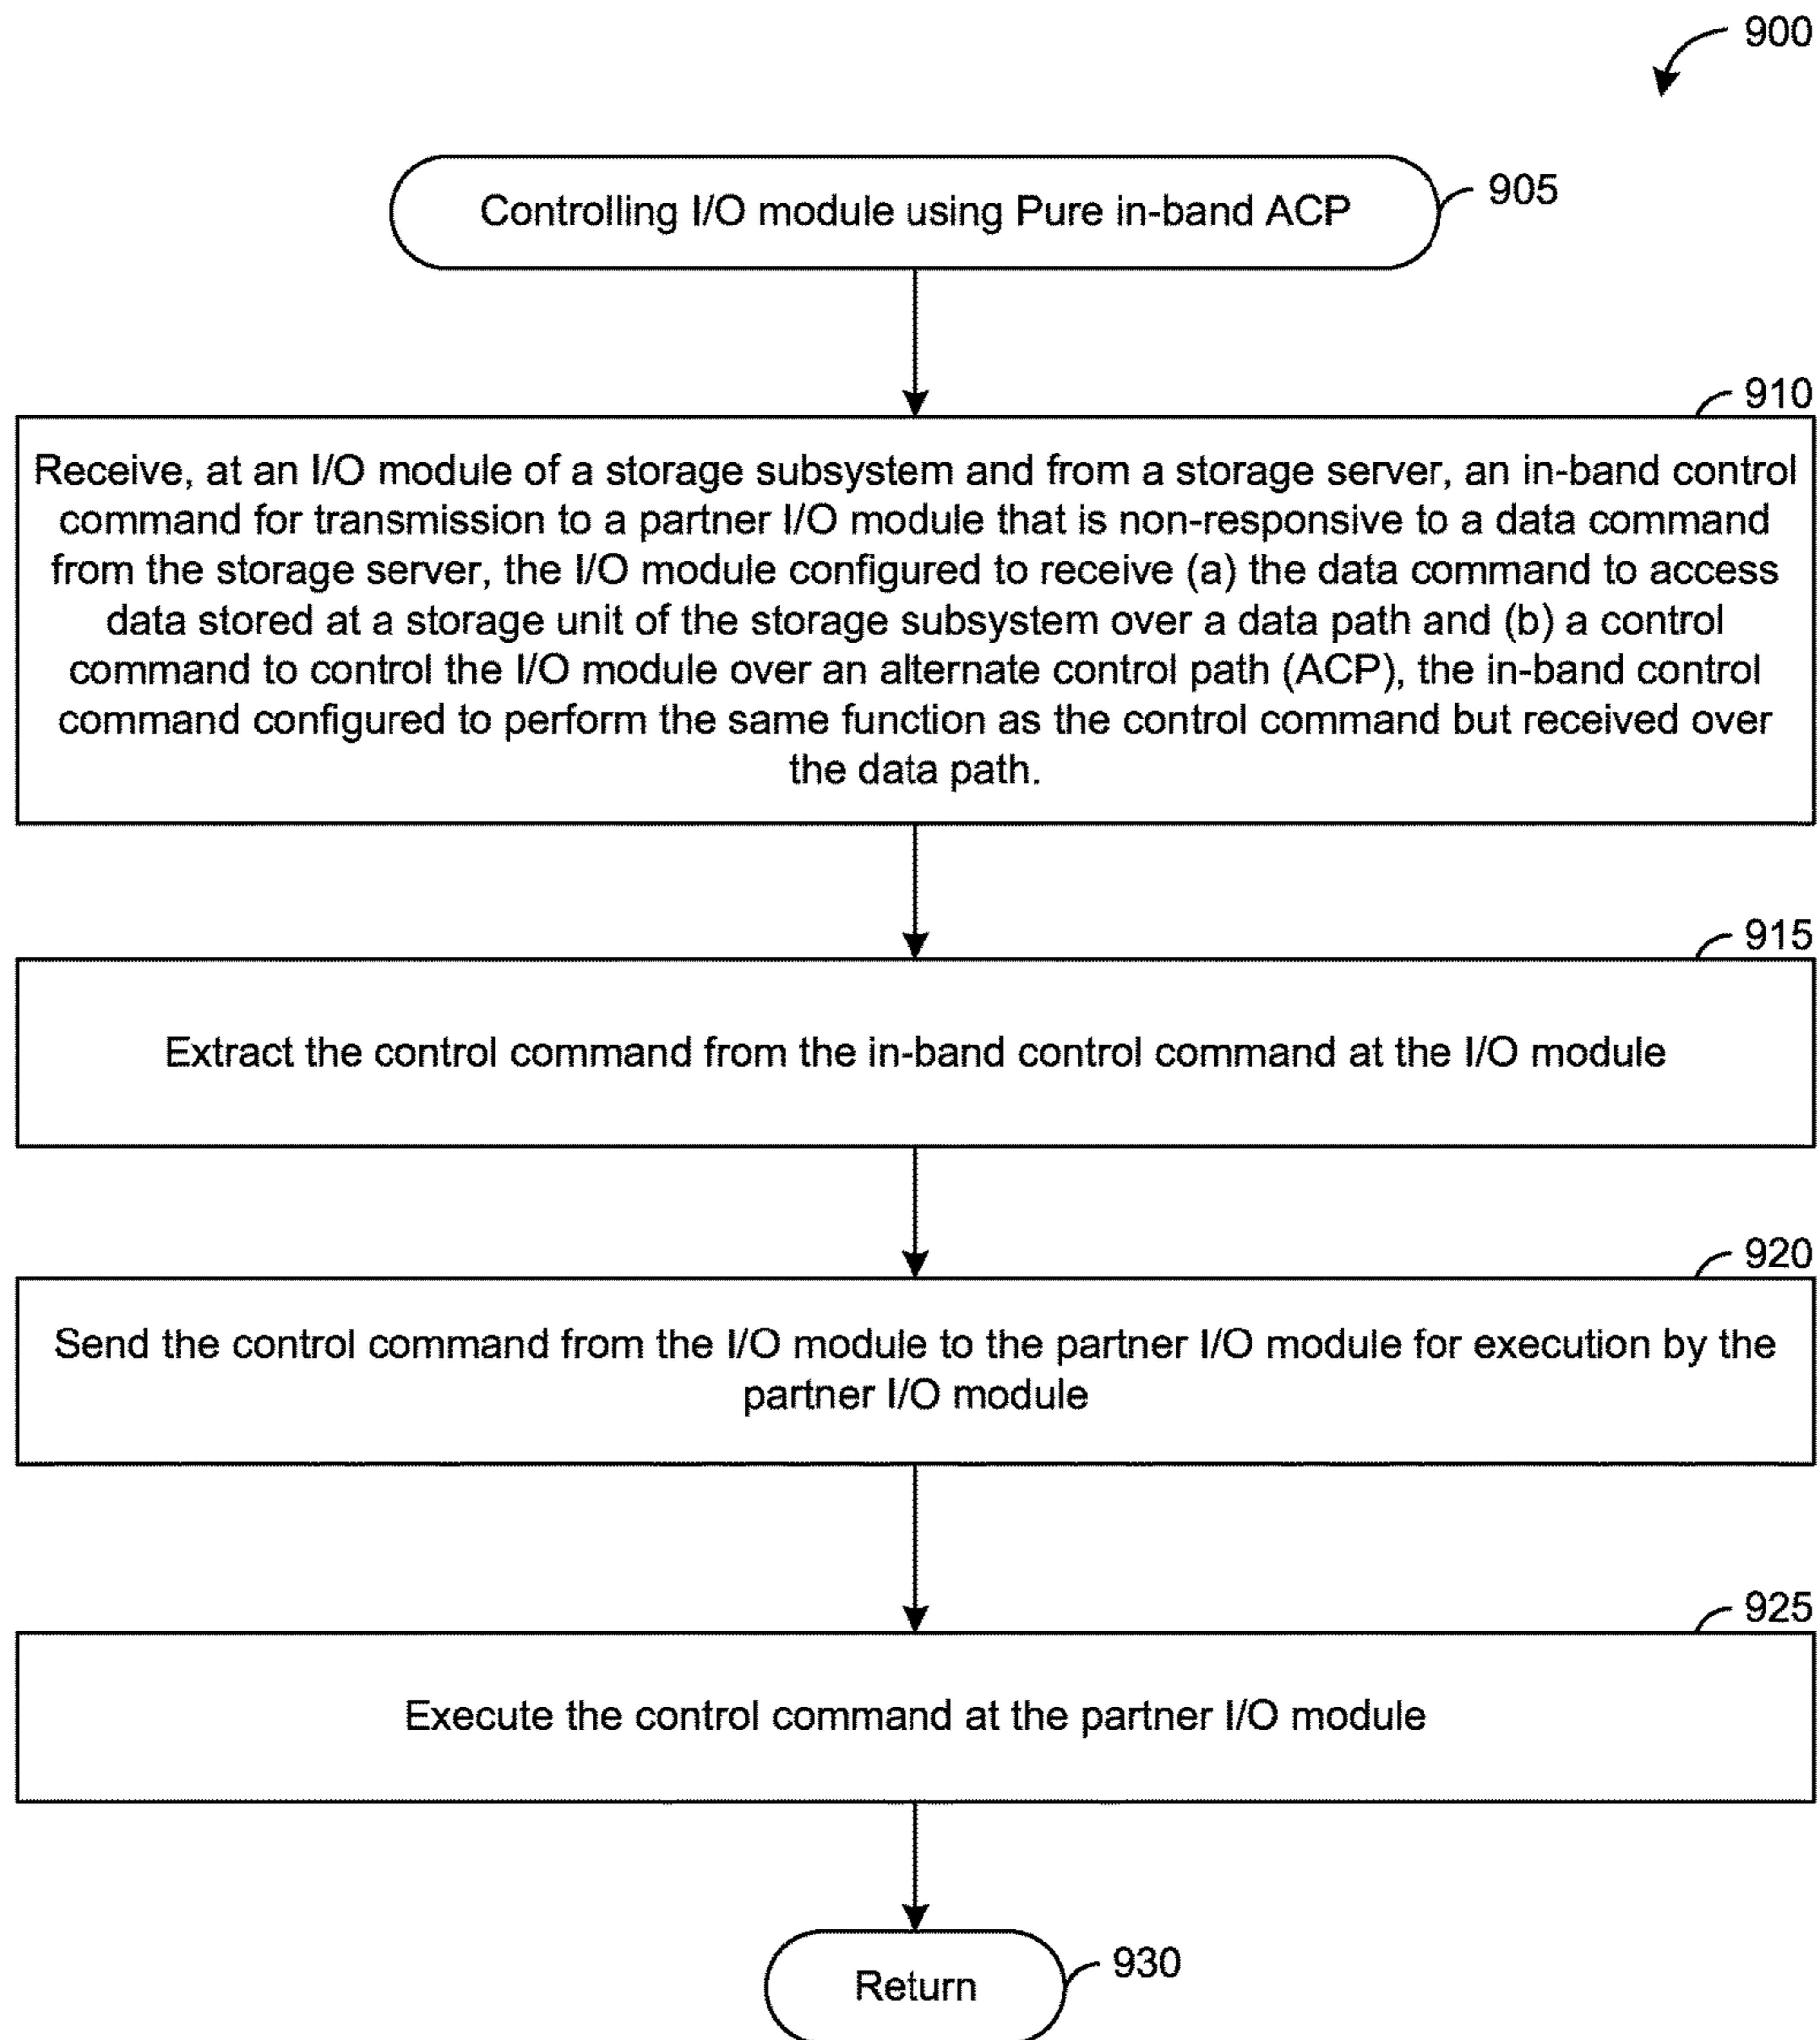 900
Controlling I/O module using Pure in-band ACP
905
910
Receive, at an I/O module of a storage subsystem and from a storage server, an in-band control
command for transmission to a partner I/O module that is non-responsive to a data command
from the storage server, the I/O module configured to receive (a) the data command to access
data stored at a storage unit of the storage subsystem over a data path and (b) a control
command to control the I/O module over an alternate control path (ACP), the in-band control
command configured to perform the same function as the control command but received over
the data path.
915
Extract the control command from the in-band control command at the I/O module
920
Send the control command from the I/O module to the partner I/O module for execution by the
partner I/O module
925
Execute the control command at the partner I/O module
Return
930